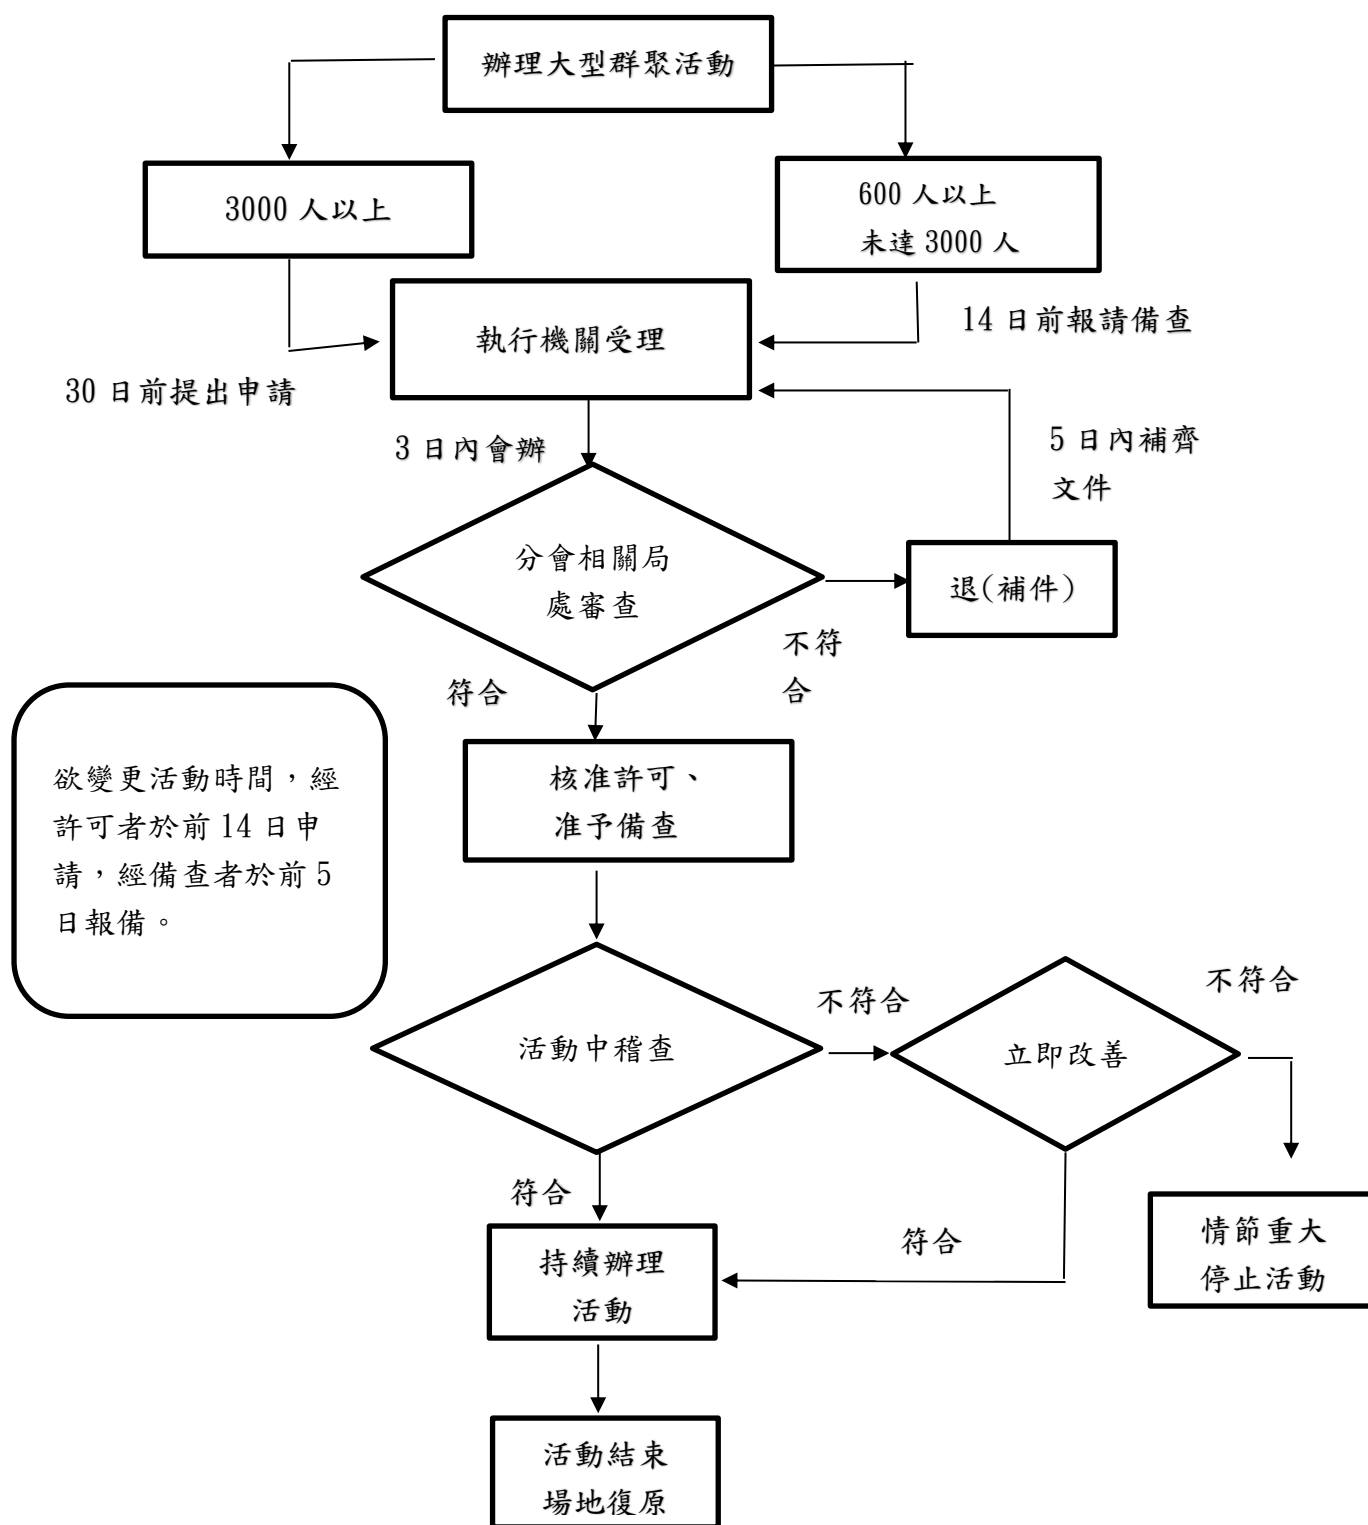 辦理大型群聚活動
3000 人以上
600 人以上
未達 3000 人
執行機關受理
14 日前報請備查
30 日前提出申請
3 日內會辦
5 日內補齊
文件
分會相關局
處審查
退(補件)
不符
合
符合
核准許可、
准予備查
欲變更活動時間，經
許可者於前 14 日申
請，經備查者於前 5
日報備。
活動中稽查
不符合
立即改善
不符合
符合
持續辦理
活動
符合
情節重大
停止活動
活動結束
場地復原